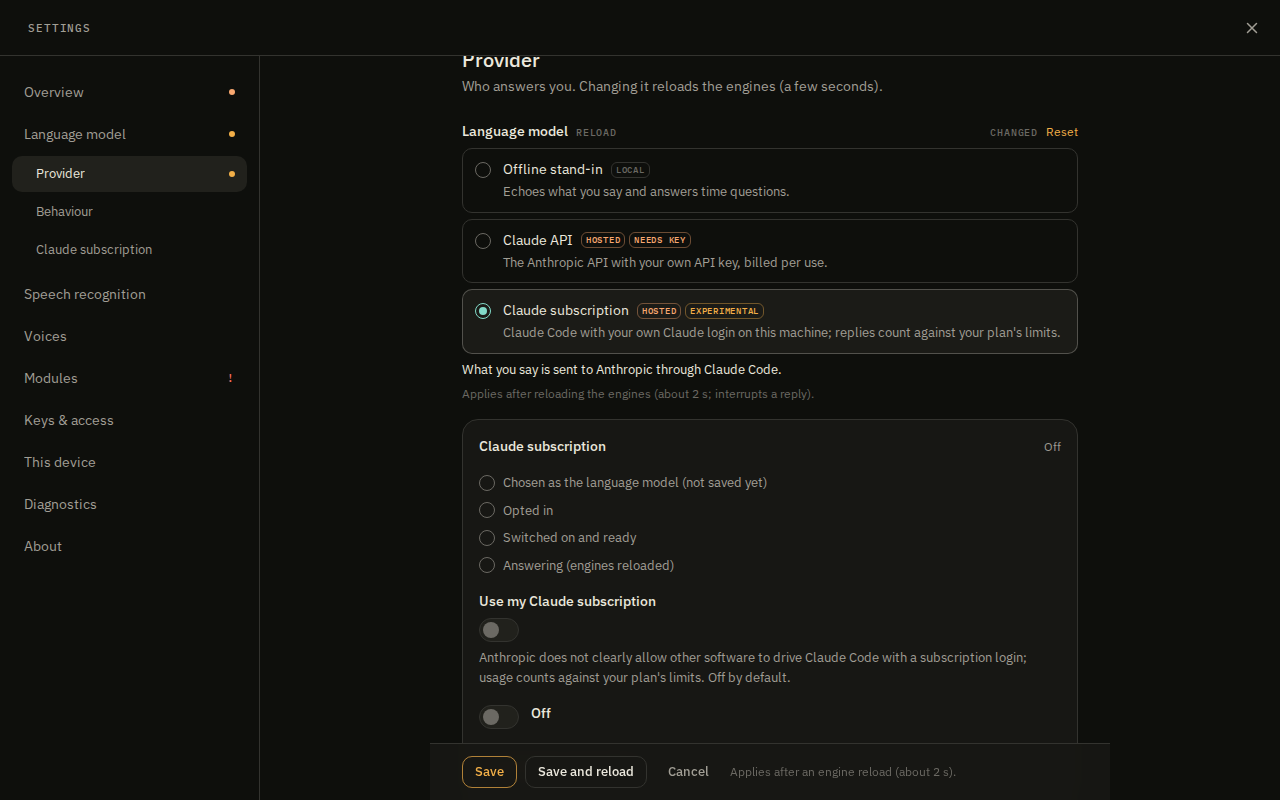 SETTINGS
Overview
Language model
Provider
Behaviour
Claude subscription
Speech recognition
Voices
Modules !
Keys & access
This device
Diagnostics
About
Provider
Who answers you. Changing it reloads the engines (a few seconds).
Language model RELOAD CHANGED Reset
Offline stand-in LOCAL
Echoes what you say and answers time questions.
Claude API HOSTED NEEDS KEY
The Anthropic API with your own API key, billed per use.
Claude subscription HOSTED EXPERIMENTAL
Claude Code with your own Claude login on this machine; replies count against your plan's limits.
What you say is sent to Anthropic through Claude Code.
Applies after reloading the engines (about 2 s; interrupts a reply).
Claude subscription Off
Chosen as the language model (not saved yet)
Opted in
Switched on and ready
Answering (engines reloaded)
Use my Claude subscription
Anthropic does not clearly allow other software to drive Claude Code with a subscription login;
usage counts against your plan's limits. Off by default.
Off
Save Save and reload Cancel Applies after an engine reload (about 2 s).